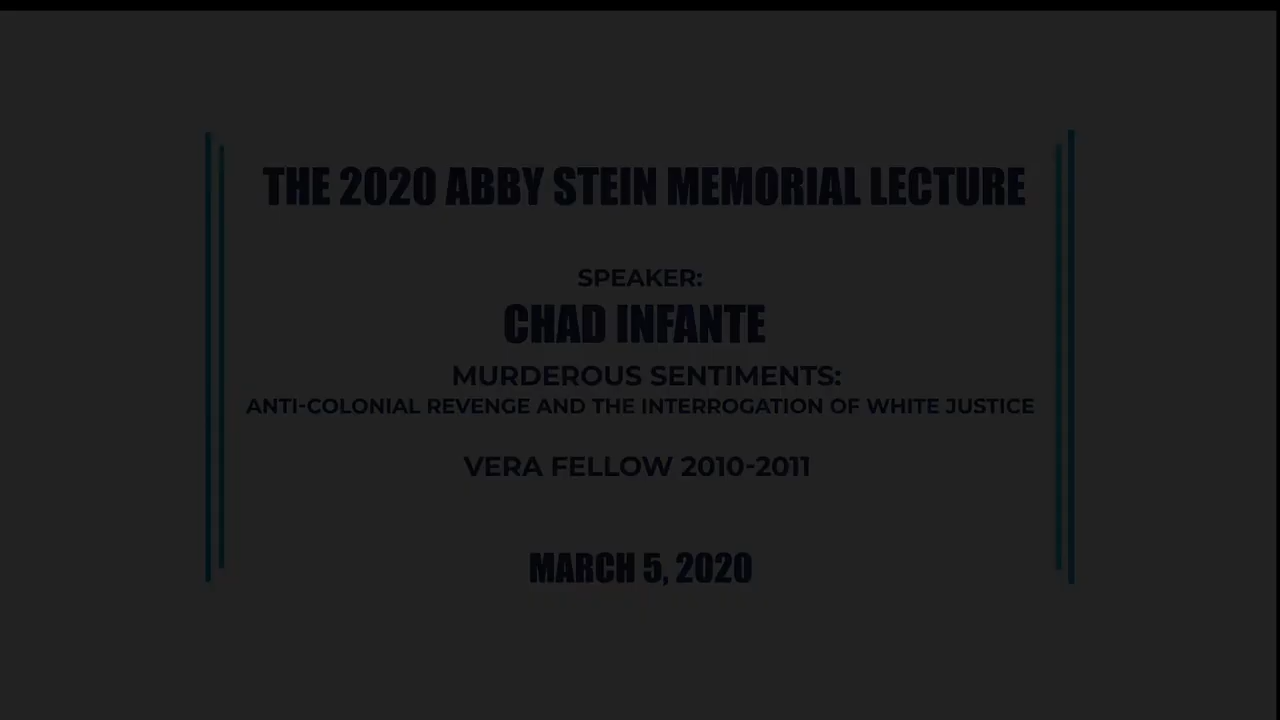 THE 2020 ABBY STEIN MEMORIAL LECTURE
SPEAKER:
CHAD INFANTE
MURDEROUS SENTIMENTS:
ANTI-COLONIAL REVENGE AND THE INTERROGATION OF WHITE JUSTICE
VERA FELLOW 2010-2011
MARCH 5, 2020